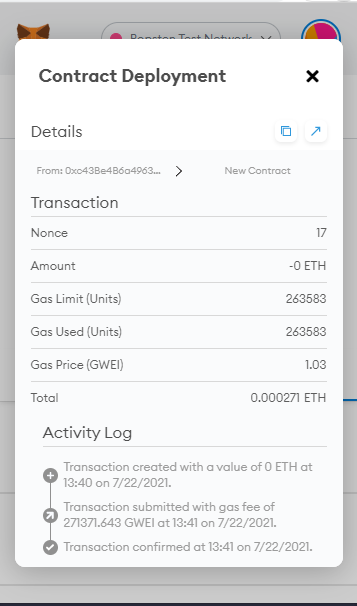 Ropsten Test Network
Contract Deployment
Details
From: 0xc43Be4B6a4963...
New Contract
Transaction
Nonce 17
Amount -0 ETH
Gas Limit (Units) 263583
Gas Used (Units) 263583
Gas Price (GWEI) 1.03
Total 0.000271 ETH
Activity Log
Transaction created with a value of 0 ETH at
13:40 on 7/22/2021.
Transaction submitted with gas fee of
271371.643 GWEI at 13:41 on 7/22/2021.
Transaction confirmed at 13:41 on 7/22/2021.